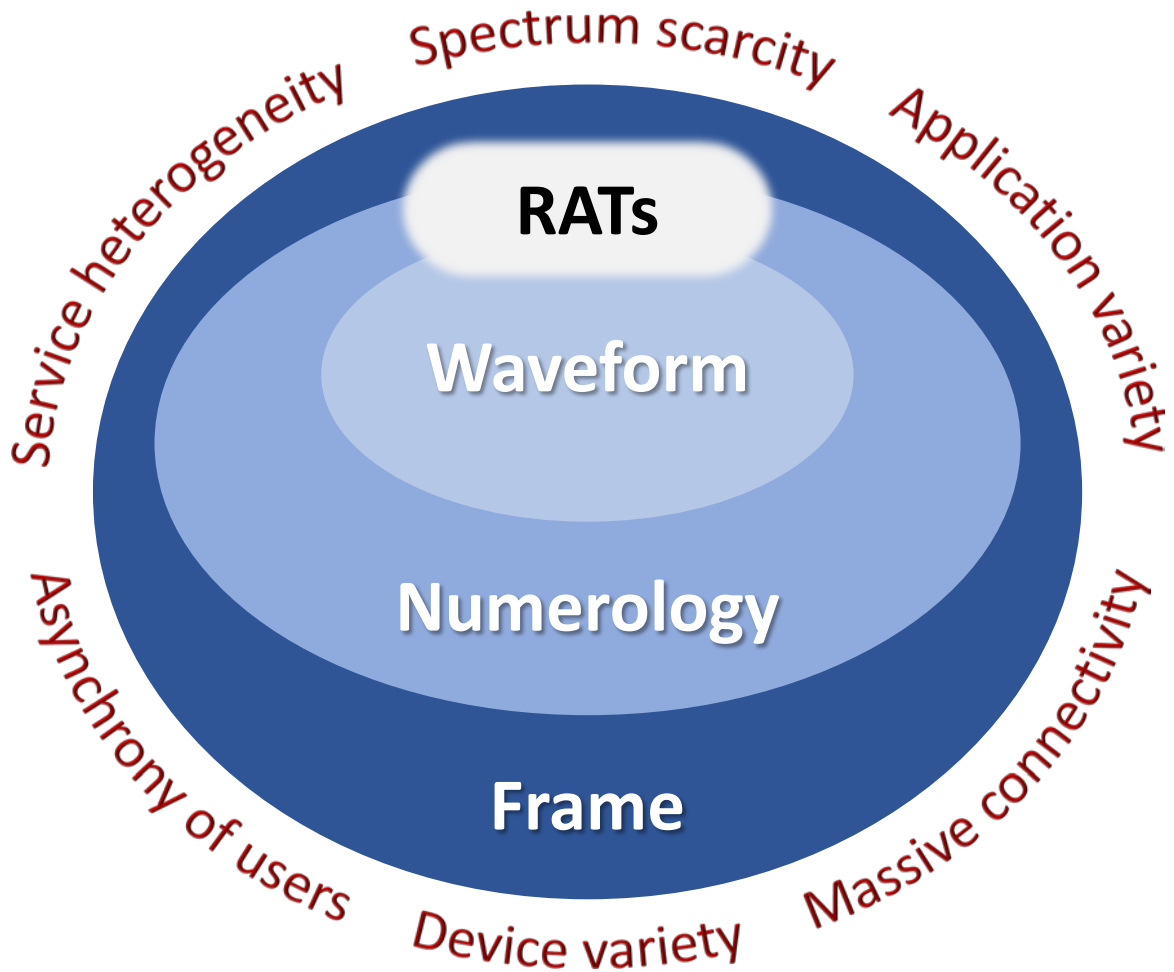 Spectrum scarcity
Service heterogeneity
Application variety
RATs
Waveform
Numerology
Frame
Asynchrony of users
Massive connectivity
Device variety